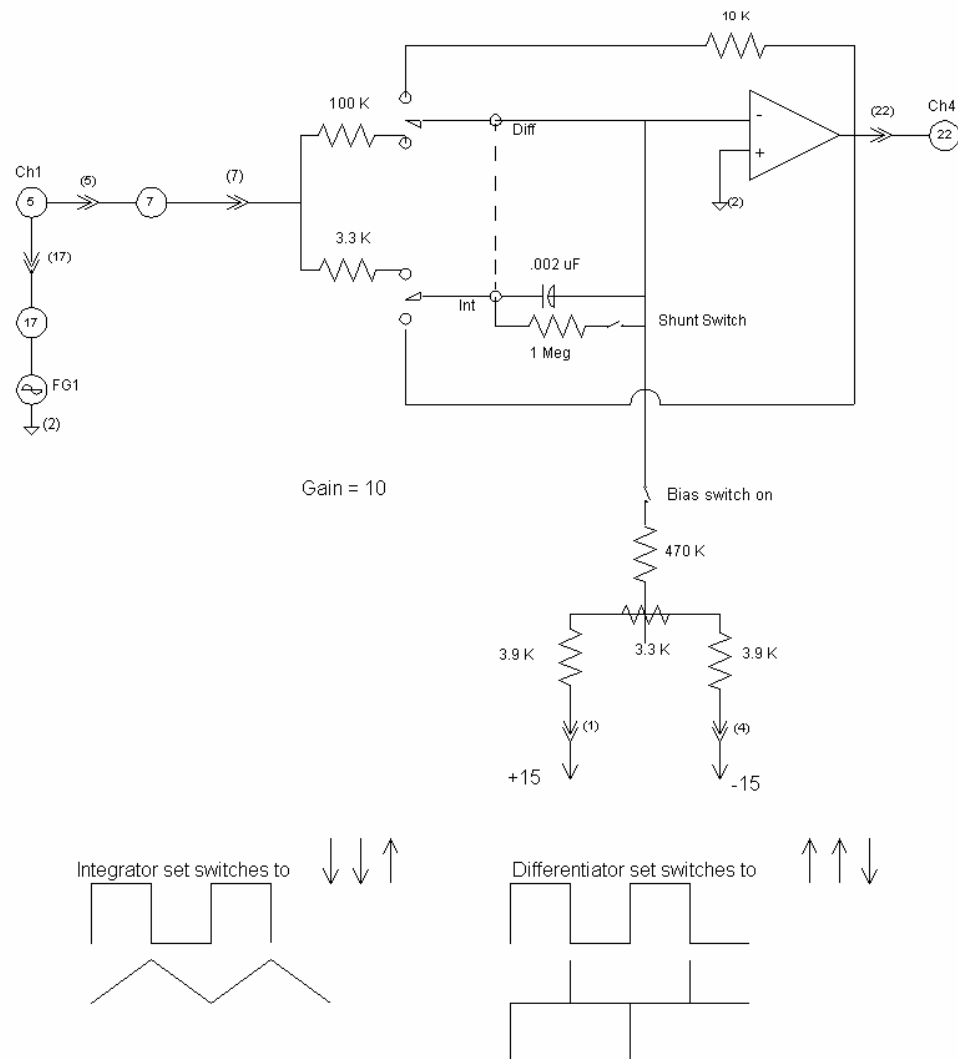 10 K
100 K
Diff
-
+
(2)
(22)
Ch4
22
Ch1
5
(5)
7
(7)
(17)
3.3 K
.002 uF
Int
Shunt Switch
1 Meg
17
FG1
(2)
Gain = 10
Bias switch on
470 K
3.9 K
3.3 K
3.9 K
(1)
(4)
+15
-15
Integrator set switches to
Differentiator set switches to